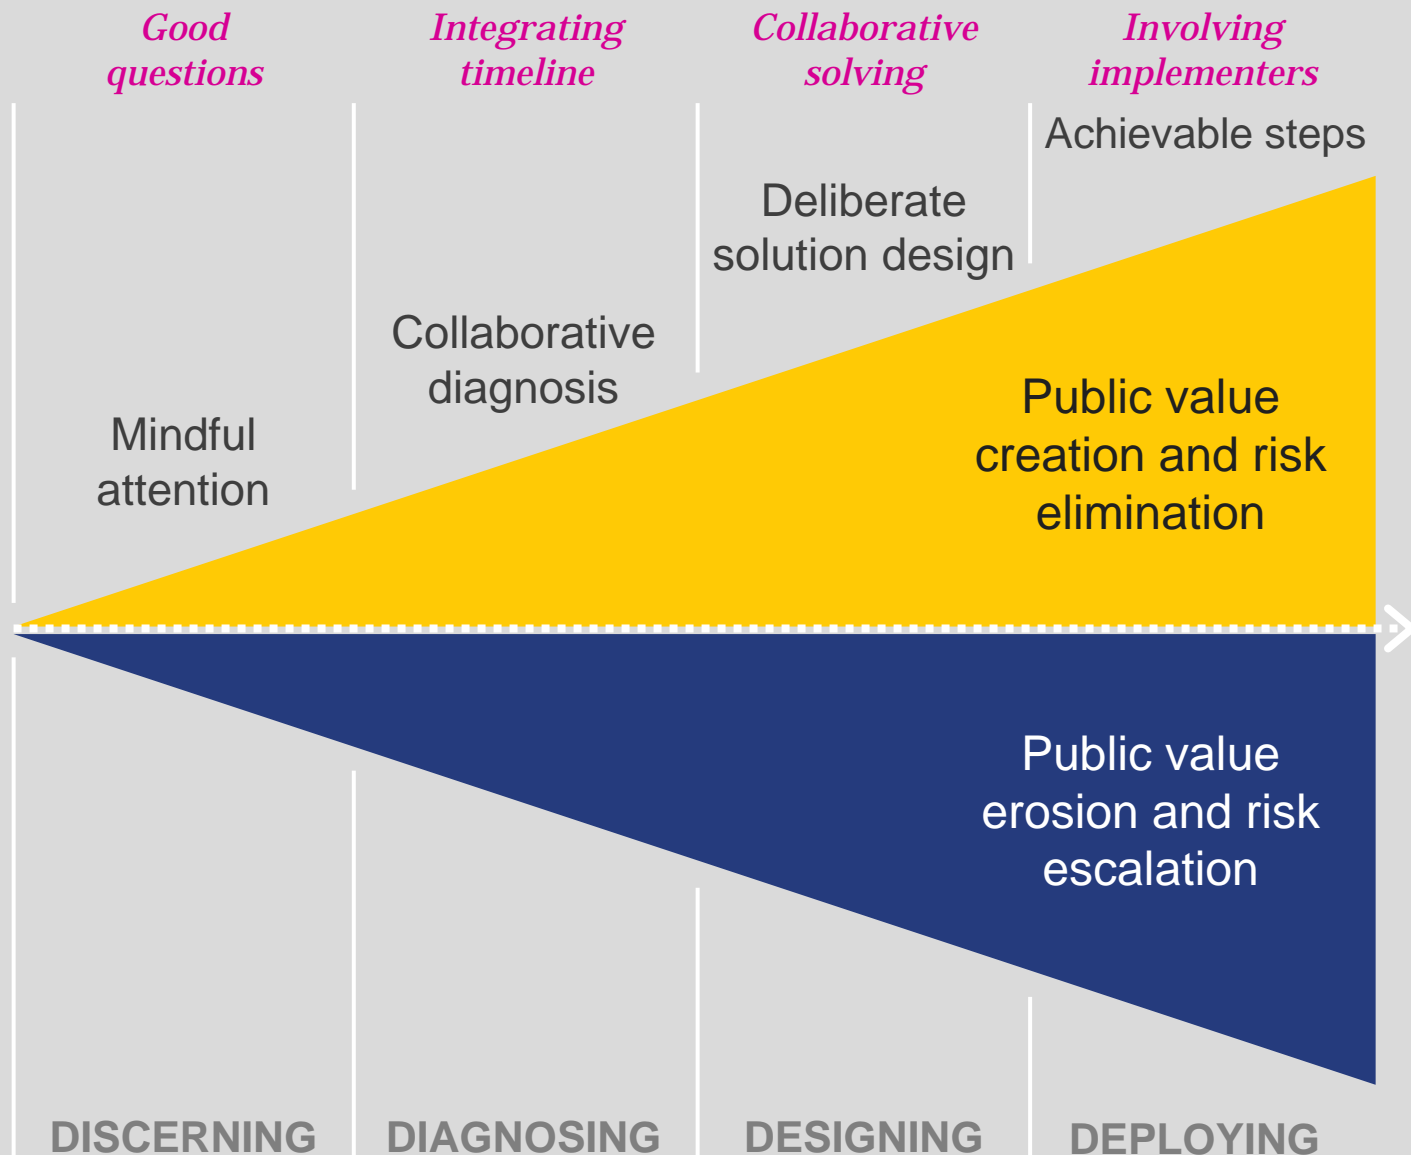 Good
questions
Integrating
timeline
Collaborative
solving
Involving
implementers
Achievable steps
Deliberate
solution design
Collaborative
diagnosis
Mindful
attention
Public value
creation and risk
elimination
Public value
erosion and risk
escalation
DISCERNING
DIAGNOSING
DESIGNING
DEPLOYING